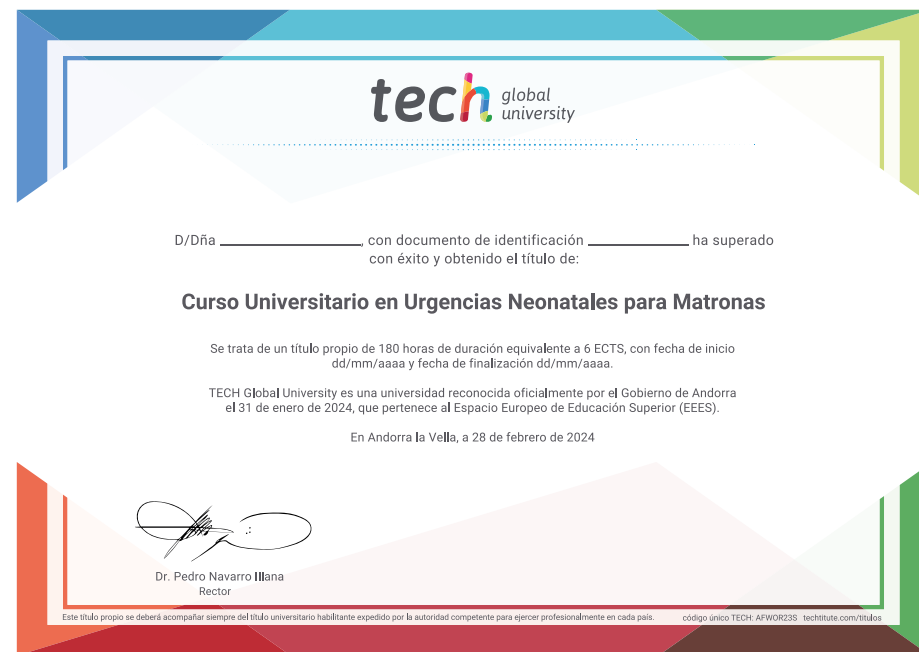 tech global university
D/Dña ____________________, con documento de identificación ______________ ha superado
con éxito y obtenido el título de:
Curso Universitario en Urgencias Neonatales para Matronas
Se trata de un título propio de 180 horas de duración equivalente a 6 ECTS, con fecha de inicio
dd/mm/aaaa y fecha de finalización dd/mm/aaaa.
TECH Global University es una universidad reconocida oficialmente por el Gobierno de Andorra
el 31 de enero de 2024, que pertenece al Espacio Europeo de Educación Superior (EEES).
En Andorra la Vella, a 28 de febrero de 2024
Dr. Pedro Navarro Illana
Rector
Este título propio se deberá acompañar siempre del título universitario habilitante expedido por la autoridad competente para ejercer profesionalmente en cada país. código único TECH: AFWOR23S techtitute.com/titulos